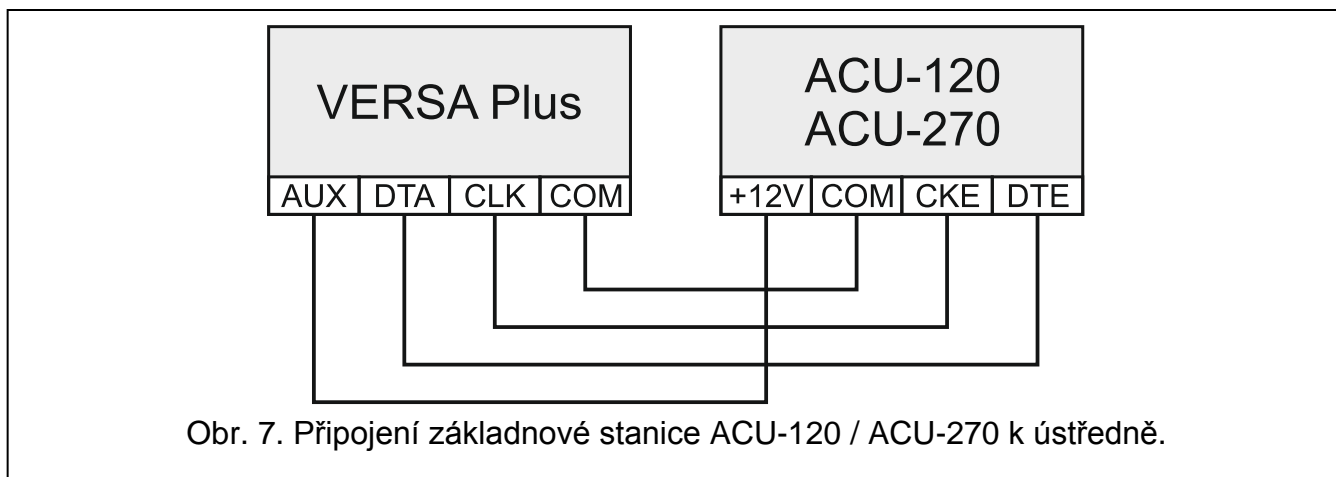 VERSA Plus
AUX DTA CLK COM
ACU-120
ACU-270
+12V COM CKE DTE
Obr. 7. Připojení základnové stanice ACU-120 / ACU-270 k ústředně.